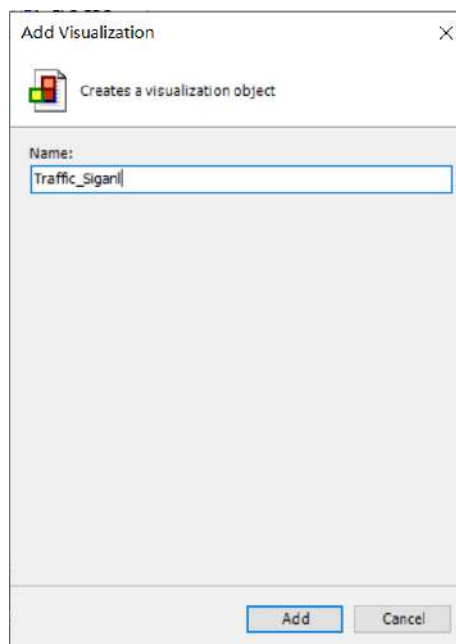 Add Visualization
Creates a visualization object
Name:
Traffic_Siganl
Add
Cancel